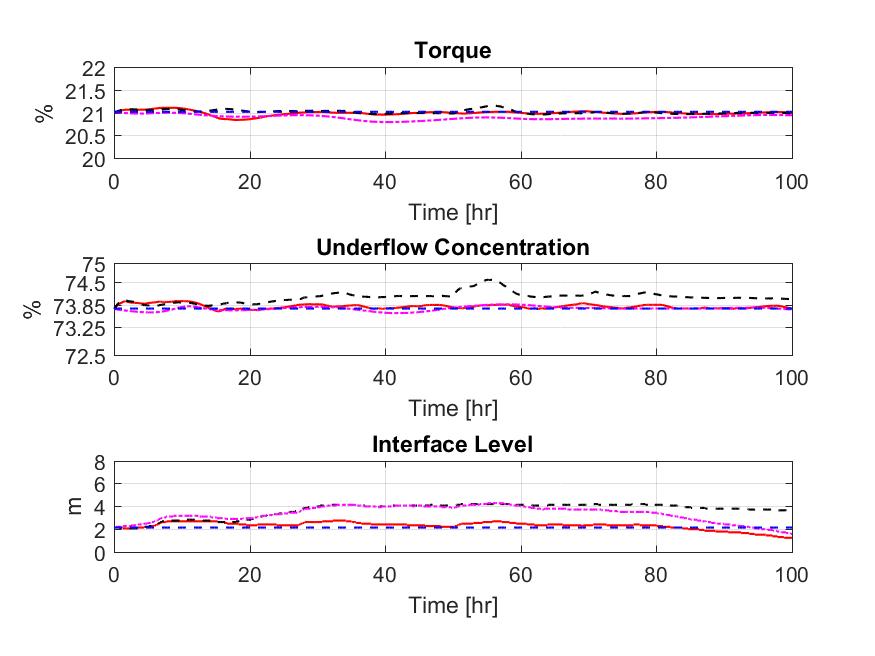 Torque
22
21.5
21
20.5
20
%
0 20 40 60 80 100
Time [hr]
Underflow Concentration
75
74.5
73.85
73.25
72.5
%
0 20 40 60 80 100
Time [hr]
Interface Level
8
6
4
2
0
m
0 20 40 60 80 100
Time [hr]